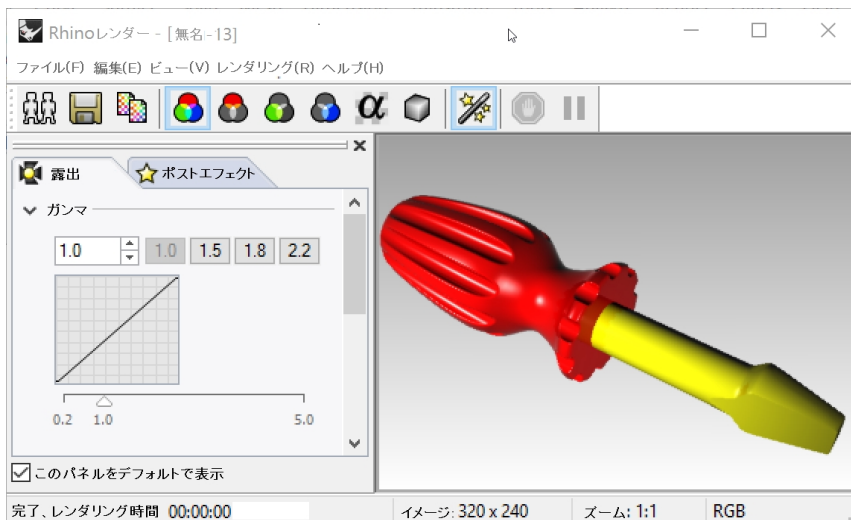 Rhinoレンダー - [無名-13]
ファイル(F) 編集(E) ビュー(V) レンダリング(R) ヘルプ(H)
α
露出 ポストエフェクト
ガンマ
1.0 1.0 1.5 1.8 2.2
0.2 1.0 5.0
このパネルをデフォルトで表示
完了、レンダリング時間 00:00:00 イメージ: 320 x 240 ズーム: 1:1 RGB